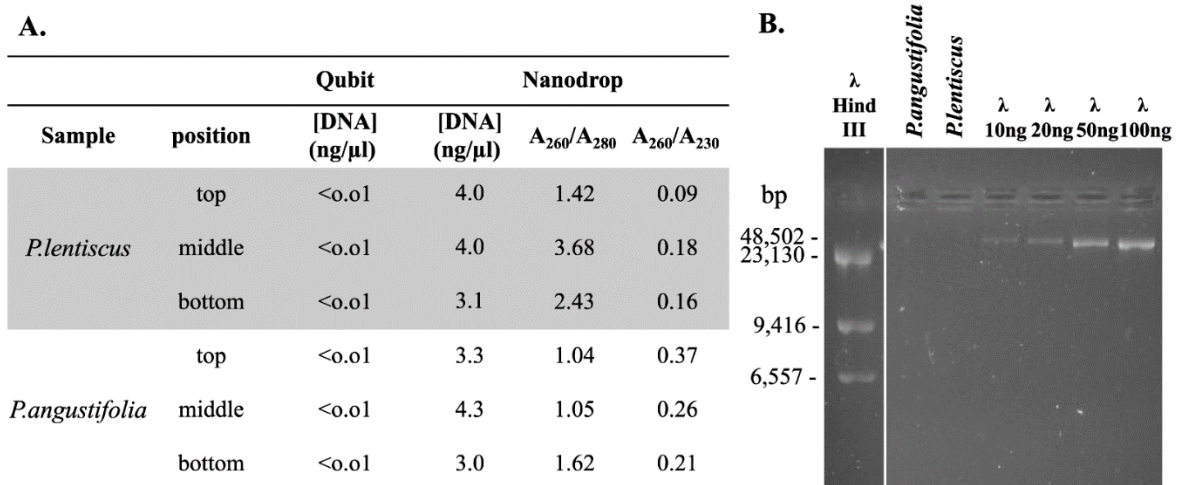 A.
Qubit Nanodrop
Sample position [DNA] (ng/µl) [DNA] (ng/µl) A260/A280 A260/A230
top <o.o1 4.0 1.42 0.09
P.lentiscus middle <o.o1 4.0 3.68 0.18
bottom <o.o1 3.1 2.43 0.16
top <o.o1 3.3 1.04 0.37
P.angustifolia middle <o.o1 4.3 1.05 0.26
bottom <o.o1 3.0 1.62 0.21
B.
λ Hind III
P.angustifolia
P.lentiscus
λ 10ng
λ 20ng
λ 50ng
λ 100ng
bp
48,502 -
23,130 -
9,416 -
6,557 -